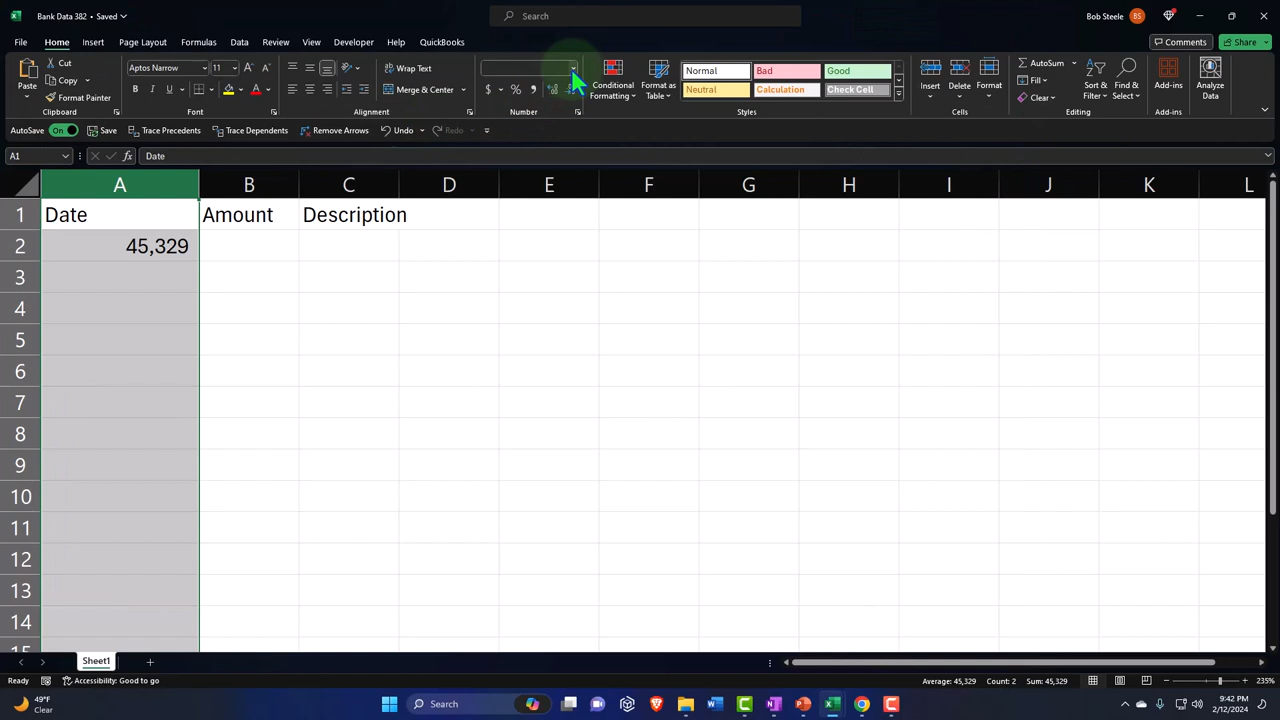 Bank Data 382 • Saved
Search
Bob Steele
BS
File
Home
Insert
Page Layout
Formulas
Data
Review
View
Developer
Help
QuickBooks
Comments
Share
Paste
Cut
Copy
Format Painter
Clipboard
Aptos Narrow
11
B
I
U
Font
Wrap Text
Merge & Center
Alignment
Number
Conditional Formatting
Format as Table
Normal
Bad
Good
Neutral
Calculation
Check Cell
Styles
Insert
Delete
Format
Cells
AutoSum
Fill
Clear
Sort & Filter
Find & Select
Editing
Add-ins
Add-ins
Analyze Data
AutoSave
On
Save
Trace Precedents
Trace Dependents
Remove Arrows
Undo
Redo
A1
fx
Date
A B C D E F G H I J K L
1 Date Amount Description
2 45,329
3
4
5
6
7
8
9
10
11
12
13
14
15
Sheet1
Ready
Accessibility: Good to go
Average: 45,329
Count: 2
Sum: 45,329
235%
49°F
Clear
Search
9:42 PM
2/12/2024